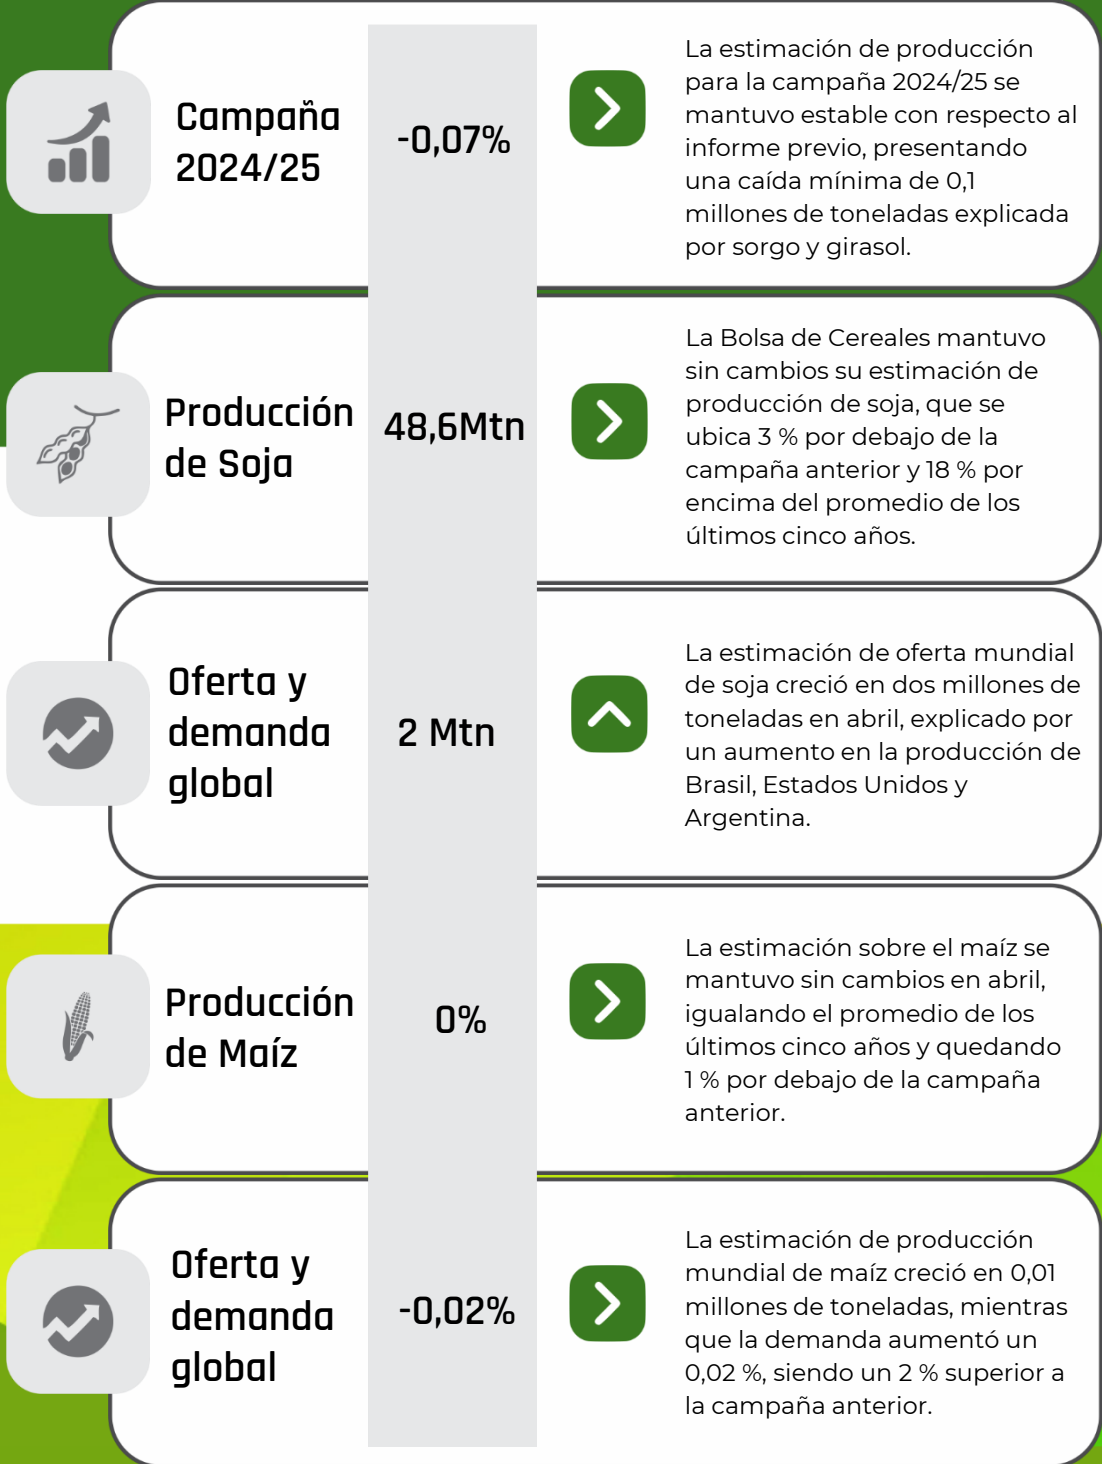 Campaña
2024/25
-0,07%
La estimación de producción
para la campaña 2024/25 se
mantuvo estable con respecto al
informe previo, presentando
una caída mínima de 0,1
millones de toneladas explicada
por sorgo y girasol.
Producción
de Soja
48,6Mtn
La Bolsa de Cereales mantuvo
sin cambios su estimación de
producción de soja, que se
ubica 3 % por debajo de la
campaña anterior y 18 % por
encima del promedio de los
últimos cinco años.
Oferta y
demanda
global
2 Mtn
La estimación de oferta mundial
de soja creció en dos millones de
toneladas en abril, explicado por
un aumento en la producción de
Brasil, Estados Unidos y
Argentina.
Producción
de Maíz
0%
La estimación sobre el maíz se
mantuvo sin cambios en abril,
igualando el promedio de los
últimos cinco años y quedando
1 % por debajo de la campaña
anterior.
Oferta y
demanda
global
-0,02%
La estimación de producción
mundial de maíz creció en 0,01
millones de toneladas, mientras
que la demanda aumentó un
0,02 %, siendo un 2 % superior a
la campaña anterior.